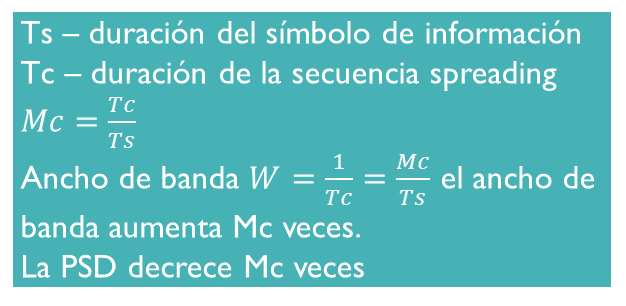 Ts – duración del símbolo de información
Tc – duración de la secuencia spreading
Mc = Tc/Ts
Ancho de banda W = 1/Tc = Mc/Ts el ancho de
banda aumenta Mc veces.
La PSD decrece Mc veces